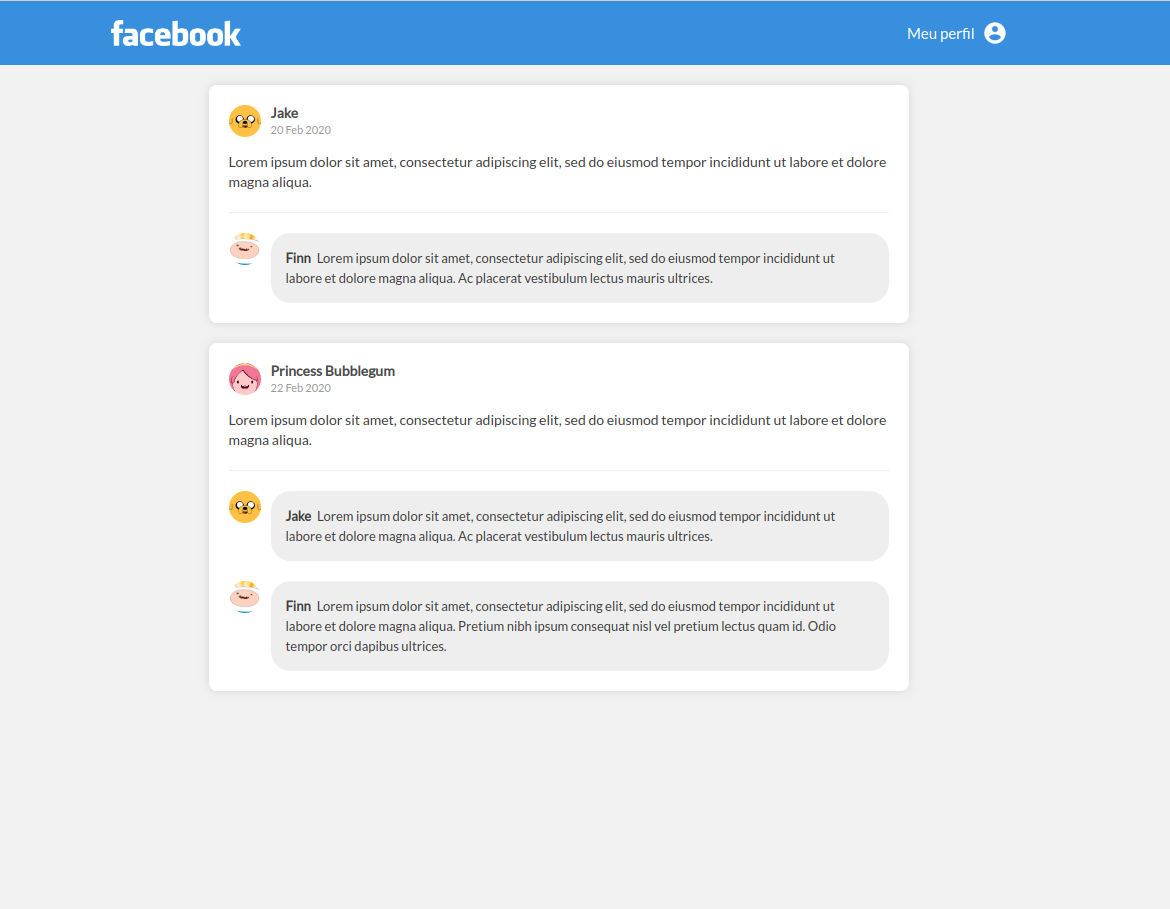 facebook
Meu perfil
Jake
20 Feb 2020
Lorem ipsum dolor sit amet, consectetur adipiscing elit, sed do eiusmod tempor incididunt ut labore et dolore
magna aliqua.
Finn Lorem ipsum dolor sit amet, consectetur adipiscing elit, sed do eiusmod tempor incididunt ut
labore et dolore magna aliqua. Ac placerat vestibulum lectus mauris ultrices.
Princess Bubblegum
22 Feb 2020
Lorem ipsum dolor sit amet, consectetur adipiscing elit, sed do eiusmod tempor incididunt ut labore et dolore
magna aliqua.
Jake Lorem ipsum dolor sit amet, consectetur adipiscing elit, sed do eiusmod tempor incididunt ut
labore et dolore magna aliqua. Ac placerat vestibulum lectus mauris ultrices.
Finn Lorem ipsum dolor sit amet, consectetur adipiscing elit, sed do eiusmod tempor incididunt ut
labore et dolore magna aliqua. Pretium nibh ipsum consequat nisl vel pretium lectus quam id. Odio
tempor orci dapibus ultrices.